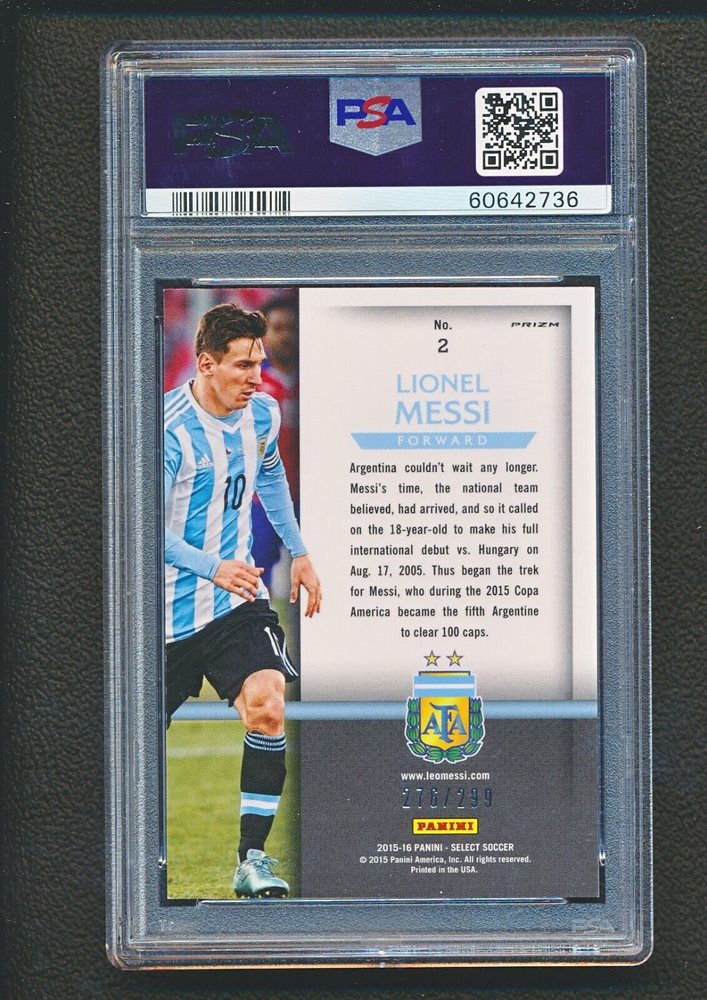 PSA
PSA
60642736
No.
2
PRIZM
LIONEL
MESSI
FORWARD
Argentina couldn't wait any longer.
Messi's time, the national team
believed, had arrived, and so it called
on the 18-year-old to make his full
international debut vs. Hungary on
Aug. 17, 2005. Thus began the trek
for Messi, who during the 2015 Copa
America became the fifth Argentine
to clear 100 caps.
adidas
10
AFA
www.leomessi.com
276/299
PANINI
2015-16 PANINI - SELECT SOCCER
© 2015 Panini America, Inc. All rights reserved.
Printed in the USA.
PSA